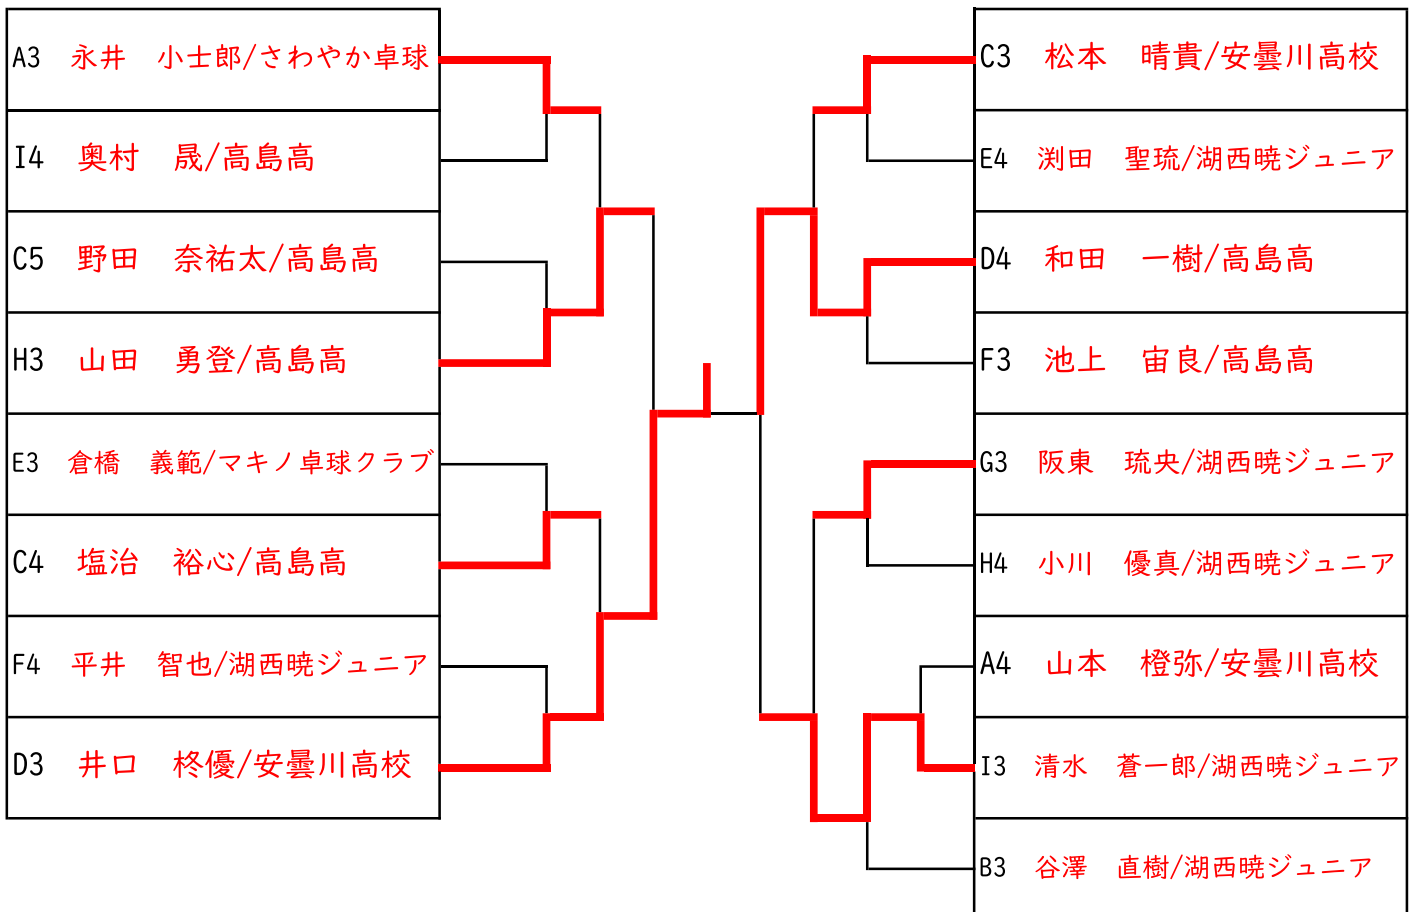 A3 永井　小士郎/さわやか卓球
I4 奥村　晟/高島高
C5 野田　奈祐太/高島高
H3 山田　勇登/高島高
E3 倉橋　義範/マキノ卓球クラブ
C4 塩治　裕心/高島高
F4 平井　智也/湖西暁ジュニア
D3 井口　柊優/安曇川高校
C3 松本　晴貴/安曇川高校
E4 渕田　聖琉/湖西暁ジュニア
D4 和田　一樹/高島高
F3 池上　宙良/高島高
G3 阪東　琉央/湖西暁ジュニア
H4 小川　優真/湖西暁ジュニア
A4 山本　橙弥/安曇川高校
I3 清水　蒼一郎/湖西暁ジュニア
B3 谷澤　直樹/湖西暁ジュニア